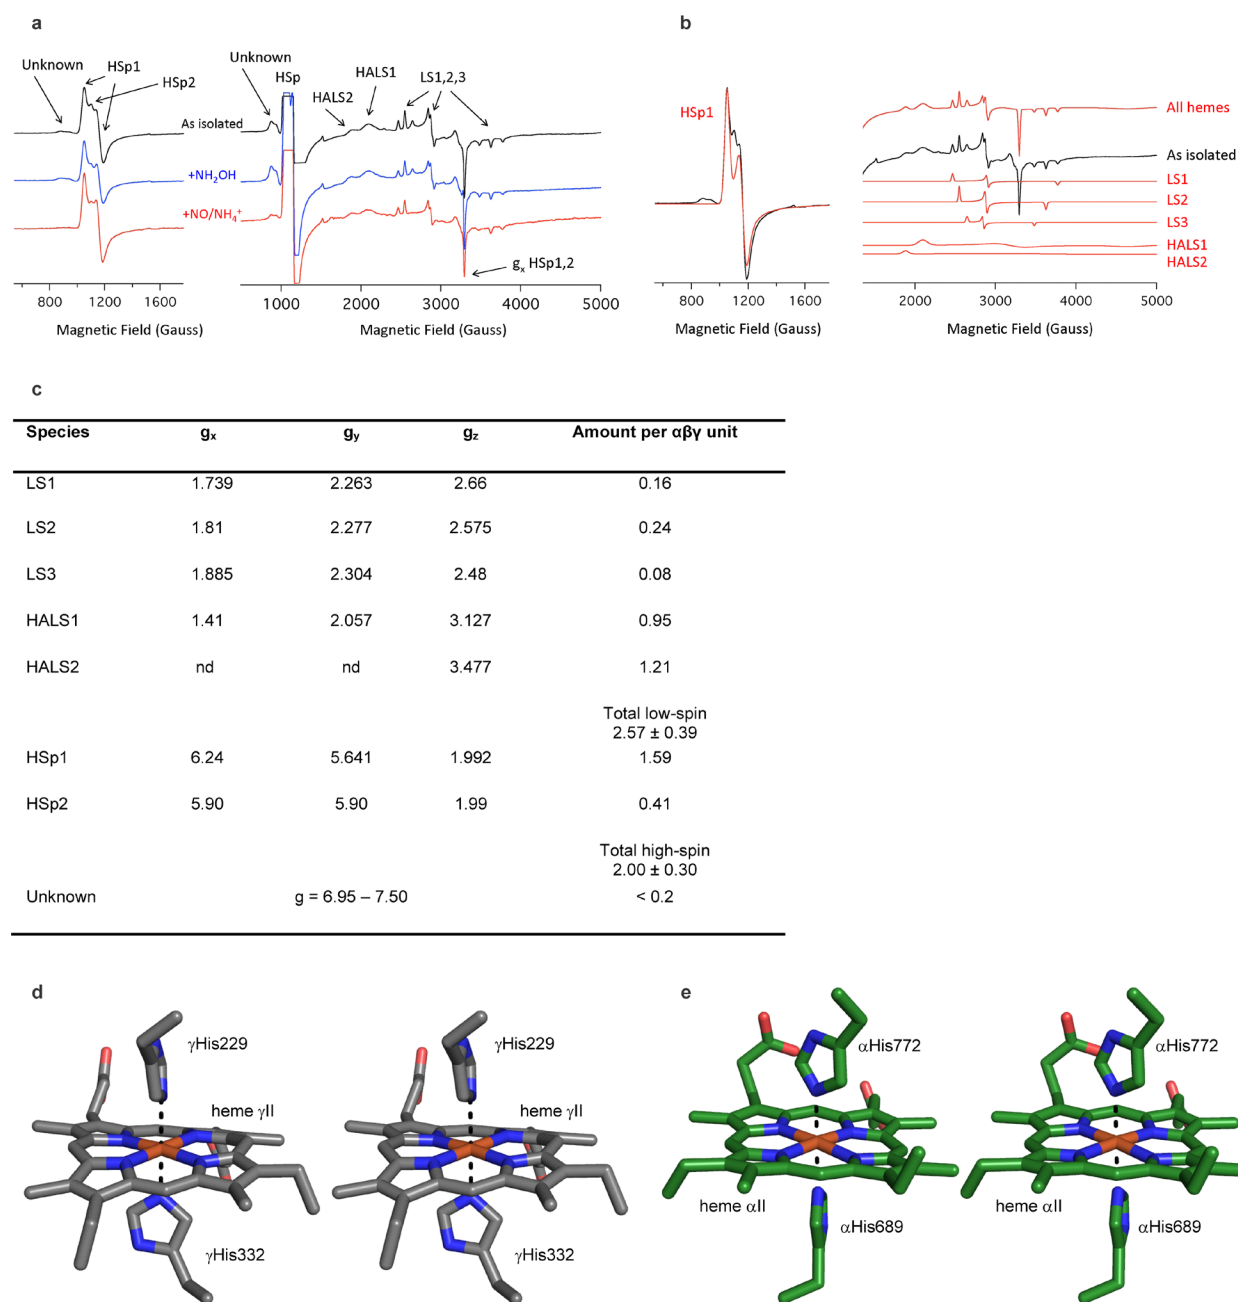 a
Unknown
HSp1
HSp2
As isolated
+NH₂OH
+NO/NH₄⁺
800
1200
1600
Magnetic Field (Gauss)
Unknown
HSp
HALS2
HALS1
LS1,2,3
gₓ HSp1,2
1000
2000
3000
4000
5000
Magnetic Field (Gauss)
b
HSp1
800
1200
1600
Magnetic Field (Gauss)
All hemes
As isolated
LS1
LS2
LS3
HALS1
HALS2
2000
3000
4000
5000
Magnetic Field (Gauss)
c
Species gₓ gᵧ g_z Amount per αβγ unit
LS1 1.739 2.263 2.66 0.16
LS2 1.81 2.277 2.575 0.24
LS3 1.885 2.304 2.48 0.08
HALS1 1.41 2.057 3.127 0.95
HALS2 nd nd 3.477 1.21
Total low-spin
2.57 ± 0.39
HSp1 6.24 5.641 1.992 1.59
HSp2 5.90 5.90 1.99 0.41
Total high-spin
2.00 ± 0.30
Unknown g = 6.95 – 7.50 < 0.2
d
γHis229
heme γII
γHis332
γHis229
heme γII
γHis332
e
αHis772
heme αII
αHis689
αHis772
heme αII
αHis689